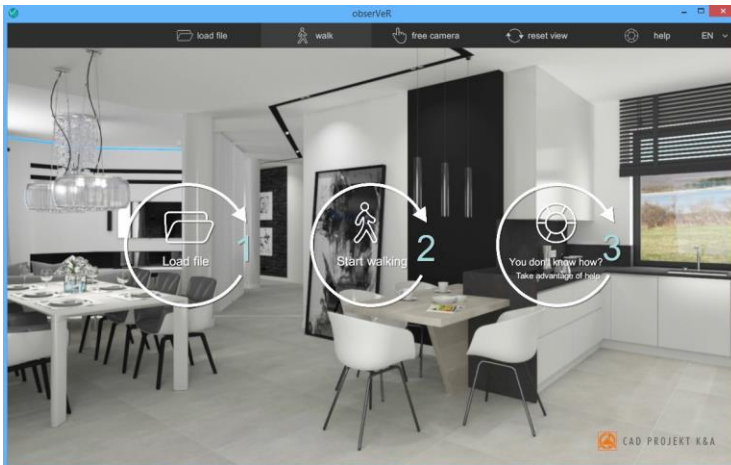 obserVeR
load file
walk
free camera
reset view
help
EN
Load file
1
Start walking
2
You don't know how?
Take advantage of help
3
CAD PROJEKT K&A